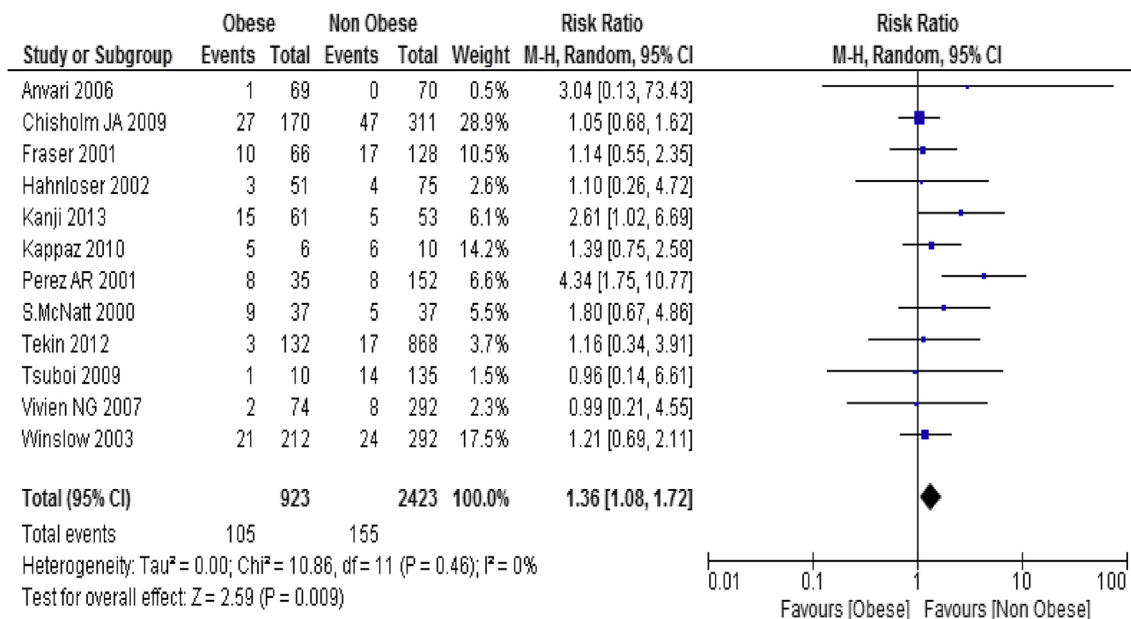 Obese Non Obese Risk Ratio Risk Ratio
Study or Subgroup Events Total Events Total Weight M-H, Random, 95% CI M-H, Random, 95% CI
Anvari 2006 1 69 0 70 0.5% 3.04 [0.13, 73.43]
Chisholm JA 2009 27 170 47 311 28.9% 1.05 [0.68, 1.62]
Fraser 2001 10 66 17 128 10.5% 1.14 [0.55, 2.35]
Hahnloser 2002 3 51 4 75 2.6% 1.10 [0.26, 4.72]
Kanji 2013 15 61 5 53 6.1% 2.61 [1.02, 6.69]
Kappaz 2010 5 6 6 10 14.2% 1.39 [0.75, 2.58]
Perez AR 2001 8 35 8 152 6.6% 4.34 [1.75, 10.77]
S.McNatt 2000 9 37 5 37 5.5% 1.80 [0.67, 4.86]
Tekin 2012 3 132 17 868 3.7% 1.16 [0.34, 3.91]
Tsuboi 2009 1 10 14 135 1.5% 0.96 [0.14, 6.61]
Vivien NG 2007 2 74 8 292 2.3% 0.99 [0.21, 4.55]
Winslow 2003 21 212 24 292 17.5% 1.21 [0.69, 2.11]
Total (95% CI) 923 2423 100.0% 1.36 [1.08, 1.72]
Total events 105 155
Heterogeneity: Tau² = 0.00; Chi² = 10.86, df = 11 (P = 0.46); I² = 0%
Test for overall effect: Z = 2.59 (P = 0.009)
0.01 0.1 1 10 100
Favours [Obese] Favours [Non Obese]